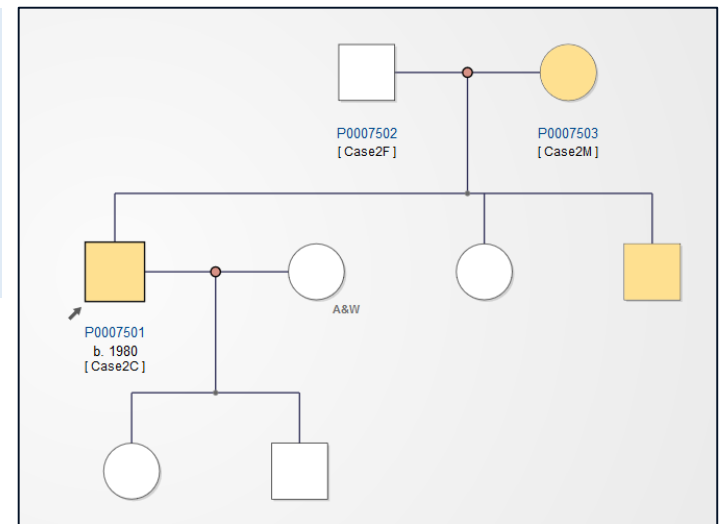 P0007502
[ Case2F ]
P0007503
[ Case2M ]
A&W
P0007501
b. 1980
[ Case2C ]